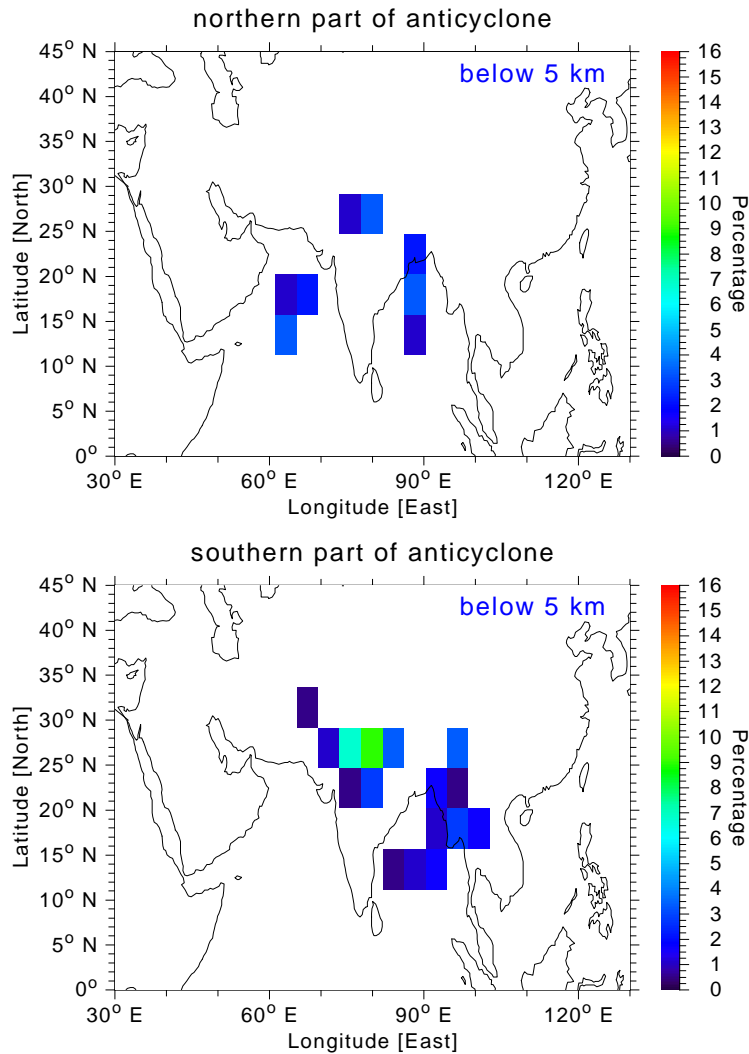 northern part of anticyclone
below 5 km
45° N
40° N
35° N
30° N
25° N
20° N
15° N
10° N
5° N
0°
Latitude [North]
30° E
60° E
90° E
120° E
Longitude [East]
16
15
14
13
12
11
10
9
8
7
6
5
4
3
2
1
0
Percentage
southern part of anticyclone
below 5 km
45° N
40° N
35° N
30° N
25° N
20° N
15° N
10° N
5° N
0°
Latitude [North]
30° E
60° E
90° E
120° E
Longitude [East]
16
15
14
13
12
11
10
9
8
7
6
5
4
3
2
1
0
Percentage